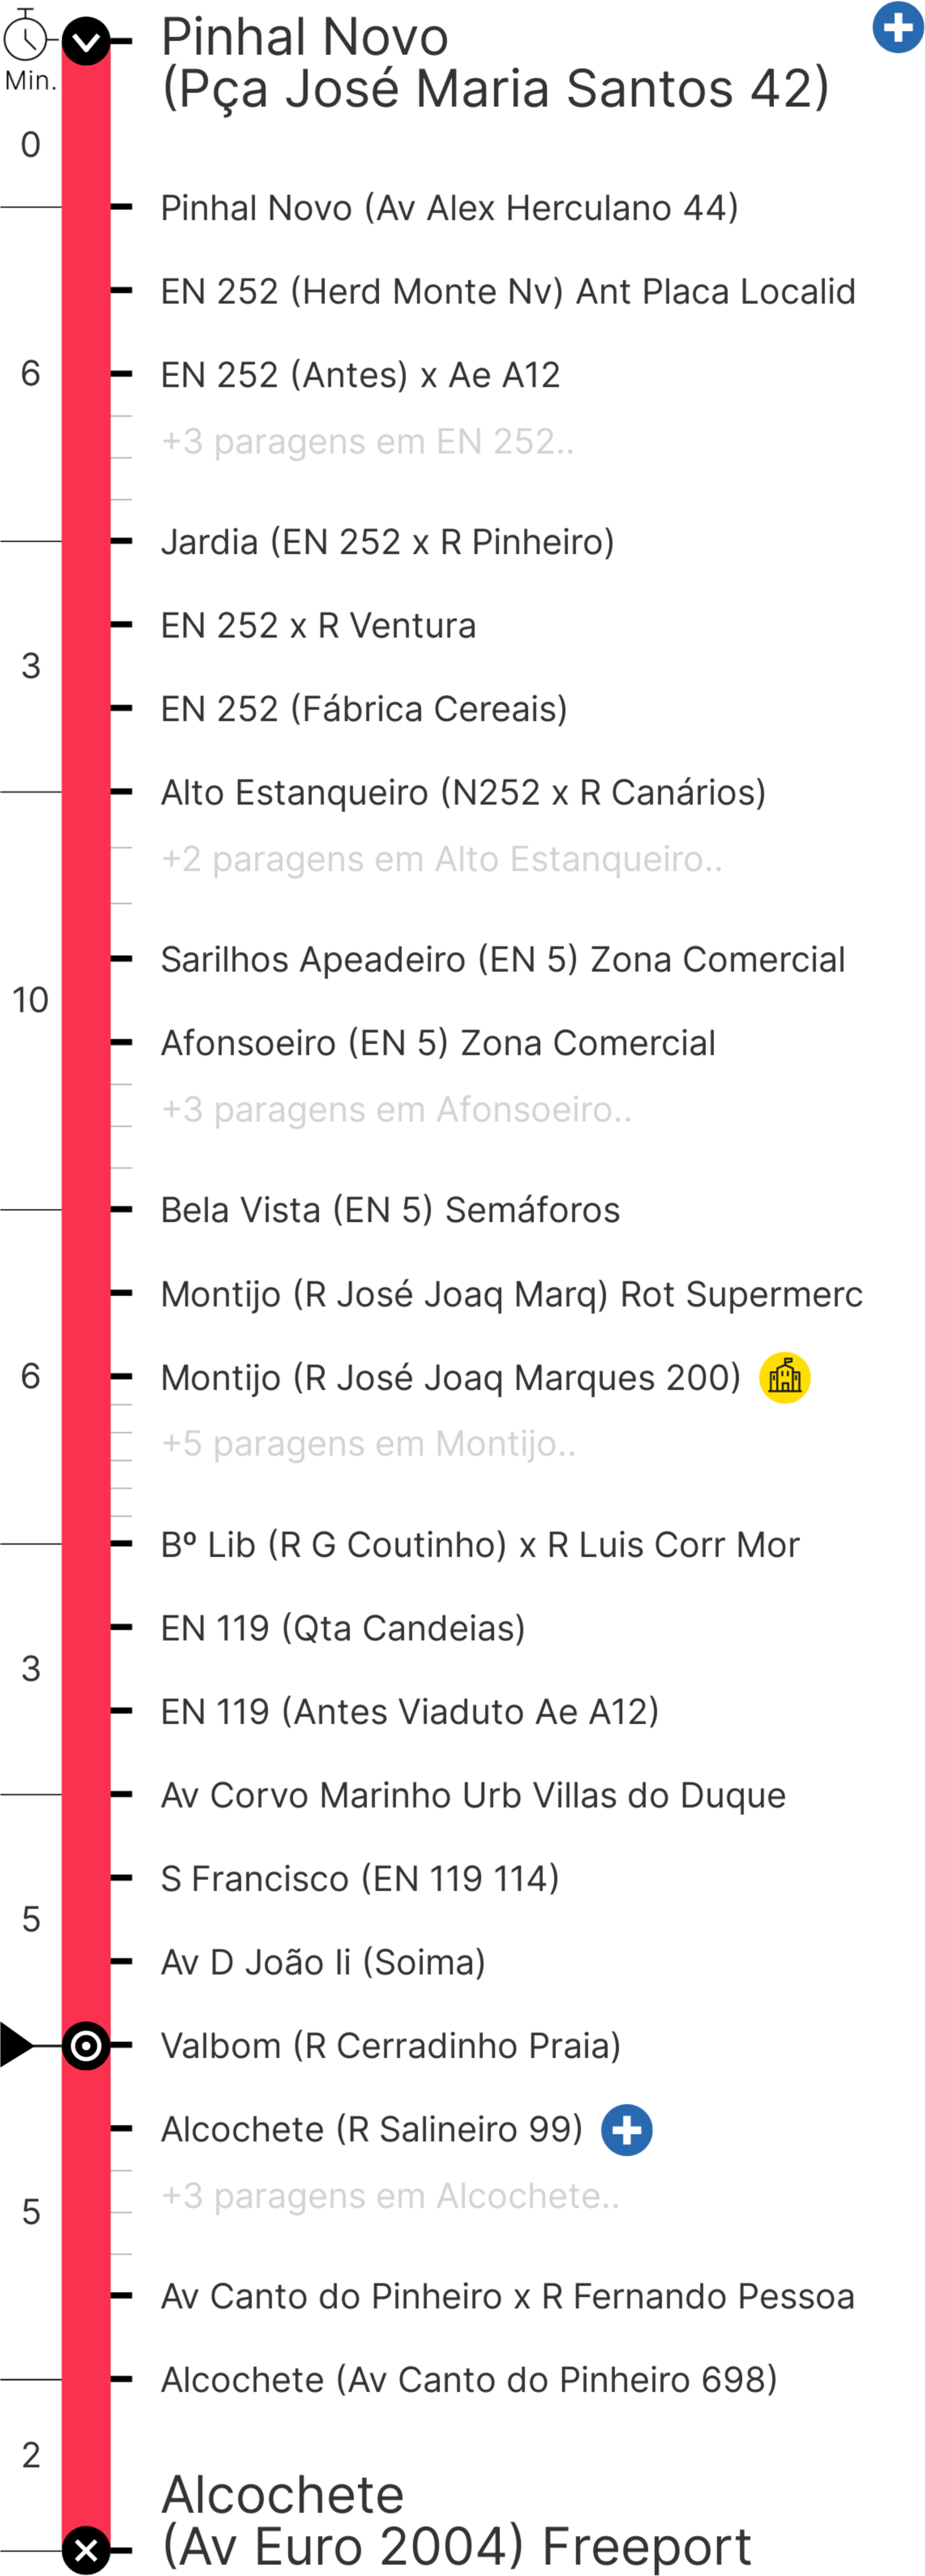 Pinhal Novo
(Pça José Maria Santos 42)
Min.
0
Pinhal Novo (Av Alex Herculano 44)
EN 252 (Herd Monte Nv) Ant Placa Localid
6
EN 252 (Antes) x Ae A12
+3 paragens em EN 252..
Jardia (EN 252 x R Pinheiro)
EN 252 x R Ventura
3
EN 252 (Fábrica Cereais)
Alto Estanqueiro (N252 x R Canários)
+2 paragens em Alto Estanqueiro..
Sarilhos Apeadeiro (EN 5) Zona Comercial
10
Afonsoeiro (EN 5) Zona Comercial
+3 paragens em Afonsoeiro..
Bela Vista (EN 5) Semáforos
Montijo (R José Joaq Marq) Rot Supermerc
6
Montijo (R José Joaq Marques 200)
+5 paragens em Montijo..
Bº Lib (R G Coutinho) x R Luis Corr Mor
EN 119 (Qta Candeias)
3
EN 119 (Antes Viaduto Ae A12)
Av Corvo Marinho Urb Villas do Duque
S Francisco (EN 119 114)
5
Av D João Ii (Soima)
Valbom (R Cerradinho Praia)
Alcochete (R Salineiro 99)
+3 paragens em Alcochete..
5
Av Canto do Pinheiro x R Fernando Pessoa
Alcochete (Av Canto do Pinheiro 698)
2
Alcochete
(Av Euro 2004) Freeport